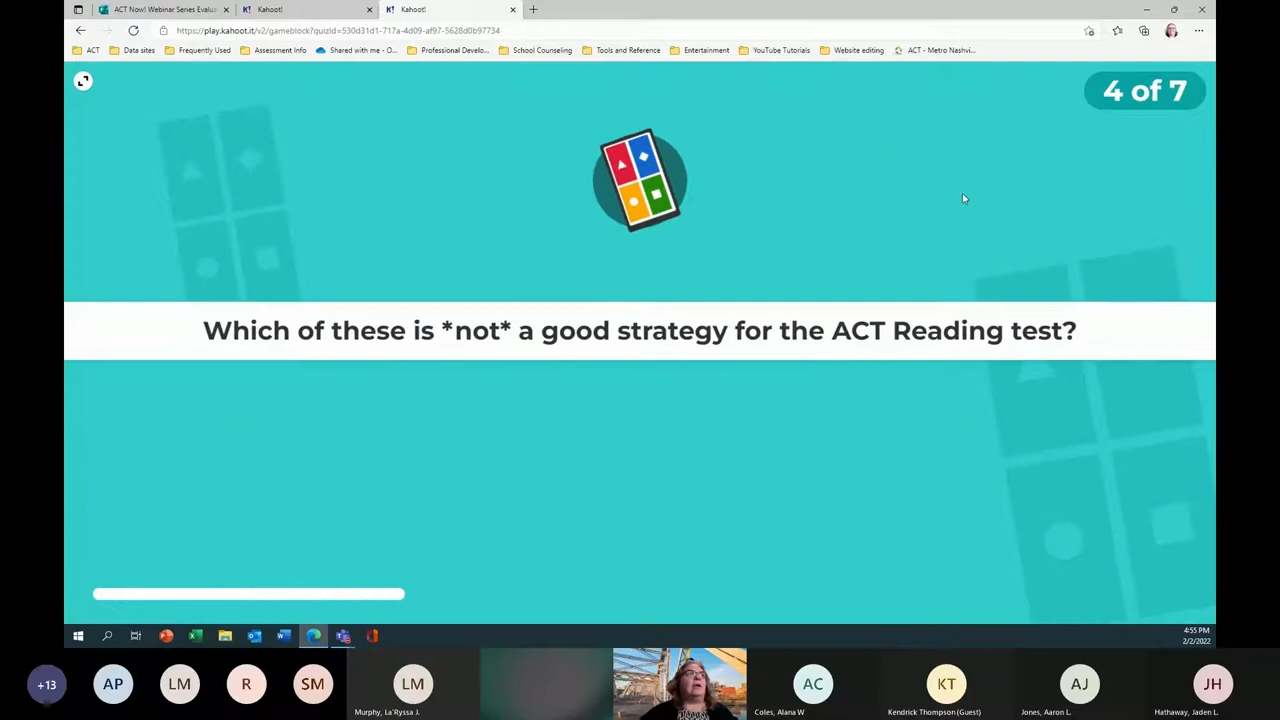 ACT Now! Webinar Series Evalua
Kahoot!
Kahoot!
https://play.kahoot.it/v2/gameblock?quizId=530d31d1-717a-4d09-af97-5628d0b97734
ACT
Data sites
Frequently Used
Assessment Info
Shared with me - O...
Professional Develo...
School Counseling
Tools and Reference
Entertainment
YouTube Tutorials
Website editing
ACT - Metro Nashvi...
4 of 7
Which of these is *not* a good strategy for the ACT Reading test?
4:55 PM
2/2/2022
+13
AP
LM
R
SM
LM
Murphy, La'Ryssa J.
AC
Coles, Alana W
KT
Kendrick Thompson (Guest)
AJ
Jones, Aaron L.
JH
Hathaway, Jaden L.